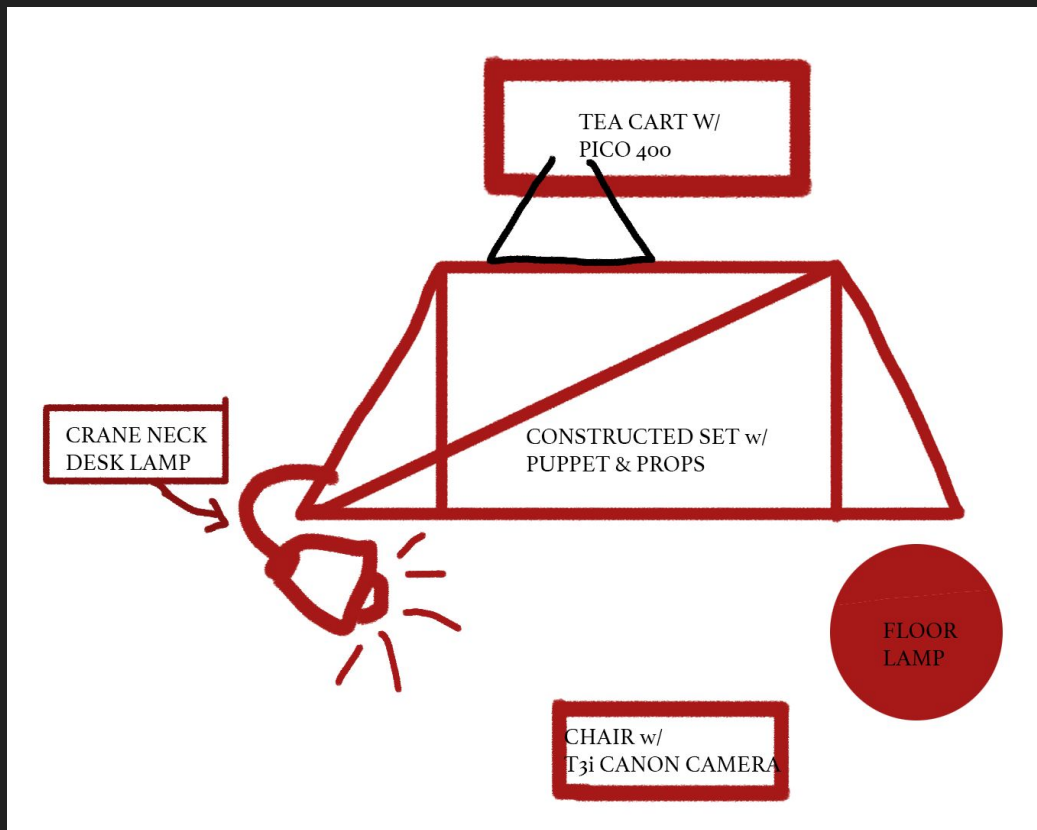 TEA CART W/
PICO 400
CRANE NECK
DESK LAMP
CONSTRUCTED SET w/
PUPPET & PROPS
FLOOR
LAMP
CHAIR w/
T3i CANON CAMERA